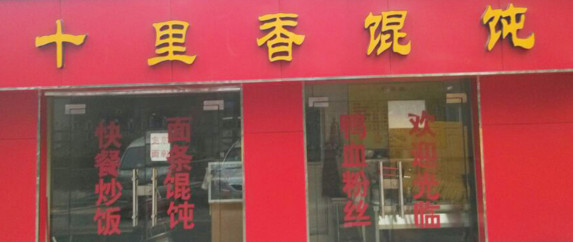 十里香馄饨
快餐炒饭
面条馄饨
鸭血粉丝
欢迎光临